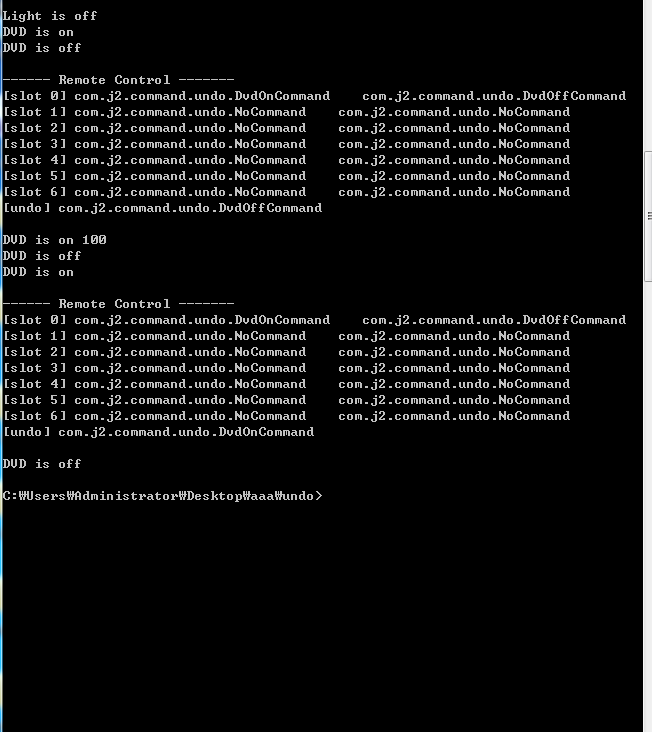 Light is off
DVD is on
DVD is off
------ Remote Control -------
[slot 0] com.j2.command.undo.DvdOnCommand    com.j2.command.undo.DvdOffCommand
[slot 1] com.j2.command.undo.NoCommand    com.j2.command.undo.NoCommand
[slot 2] com.j2.command.undo.NoCommand    com.j2.command.undo.NoCommand
[slot 3] com.j2.command.undo.NoCommand    com.j2.command.undo.NoCommand
[slot 4] com.j2.command.undo.NoCommand    com.j2.command.undo.NoCommand
[slot 5] com.j2.command.undo.NoCommand    com.j2.command.undo.NoCommand
[slot 6] com.j2.command.undo.NoCommand    com.j2.command.undo.NoCommand
[undo] com.j2.command.undo.DvdOffCommand
DVD is on 100
DVD is off
DVD is on
------ Remote Control -------
[slot 0] com.j2.command.undo.DvdOnCommand    com.j2.command.undo.DvdOffCommand
[slot 1] com.j2.command.undo.NoCommand    com.j2.command.undo.NoCommand
[slot 2] com.j2.command.undo.NoCommand    com.j2.command.undo.NoCommand
[slot 3] com.j2.command.undo.NoCommand    com.j2.command.undo.NoCommand
[slot 4] com.j2.command.undo.NoCommand    com.j2.command.undo.NoCommand
[slot 5] com.j2.command.undo.NoCommand    com.j2.command.undo.NoCommand
[slot 6] com.j2.command.undo.NoCommand    com.j2.command.undo.NoCommand
[undo] com.j2.command.undo.DvdOnCommand
DVD is off
C:₩Users₩Administrator₩Desktop₩aaa₩undo>